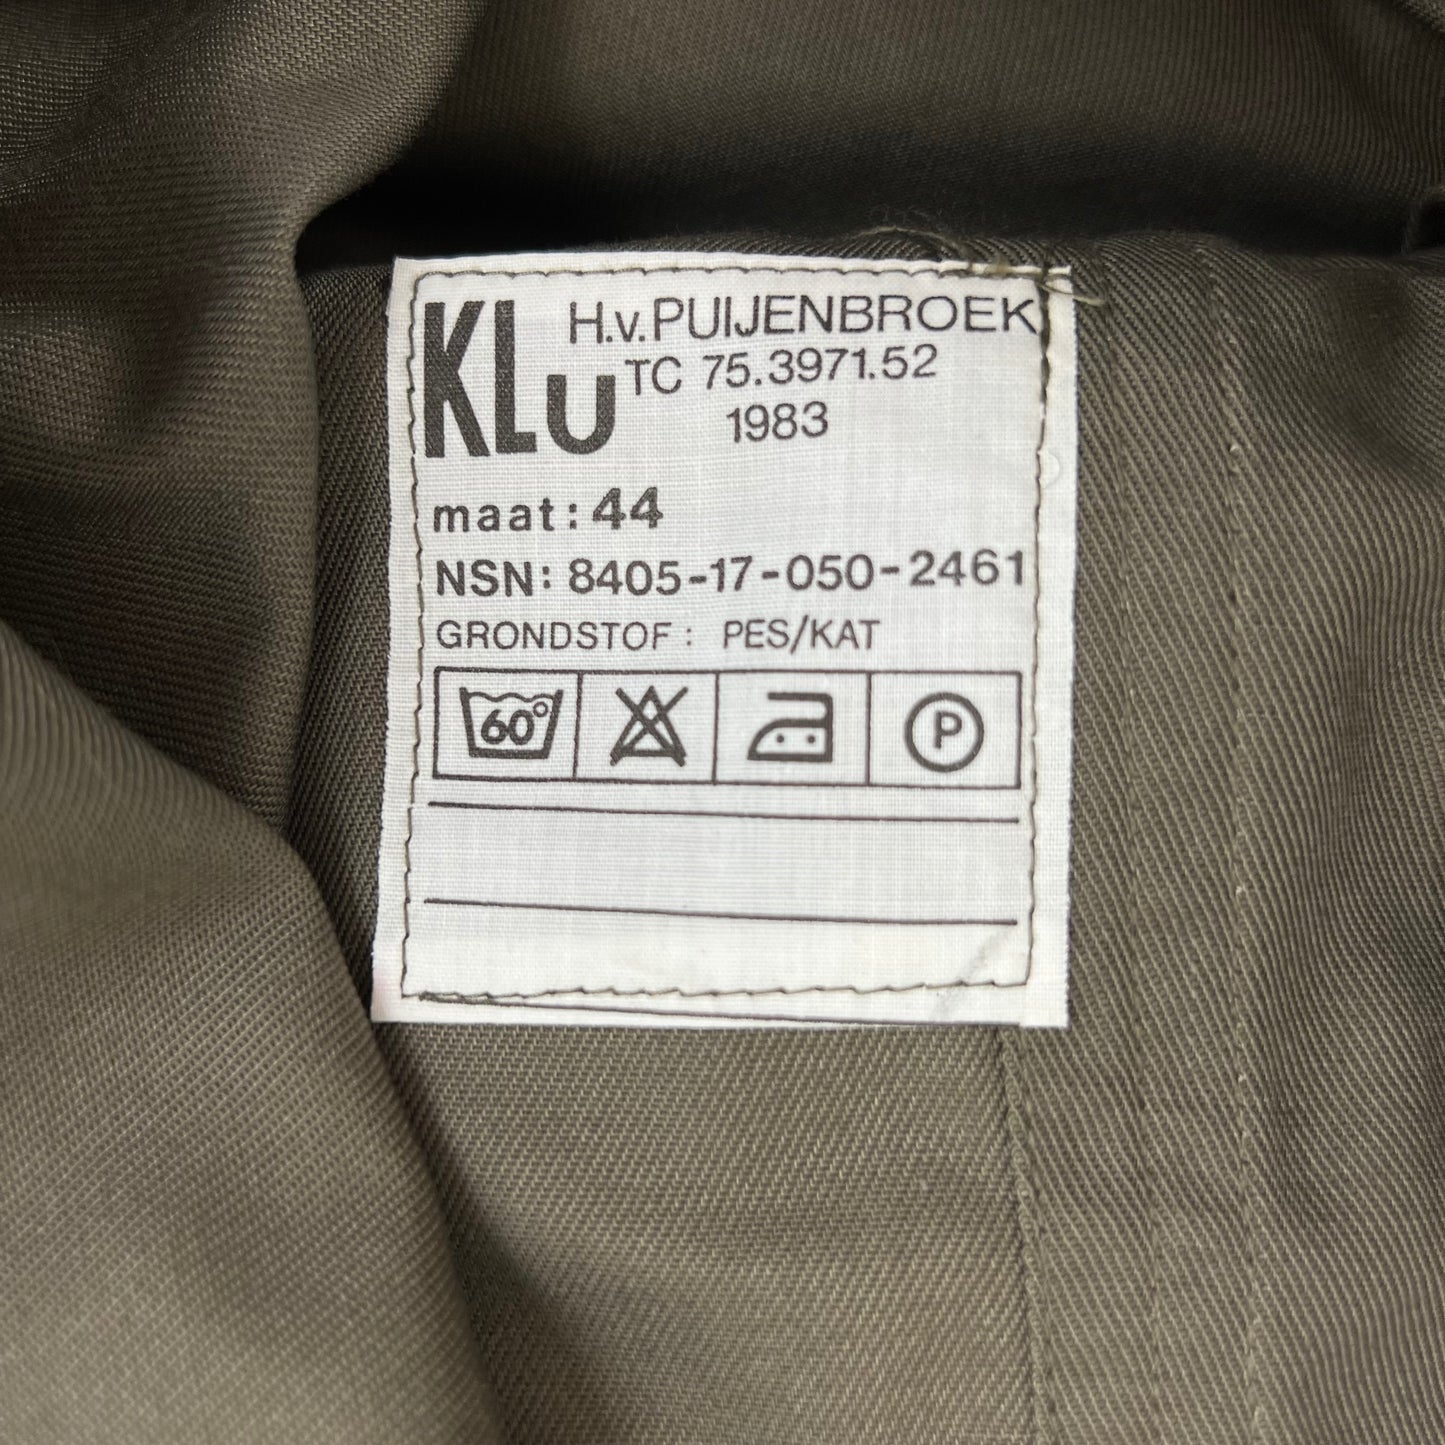 KLu H.v.PUIJENBROEK
TC 75.3971.52
1983
maat: 44
NSN: 8405-17-050-2461
GRONDSTOF: PES/KAT
60° P